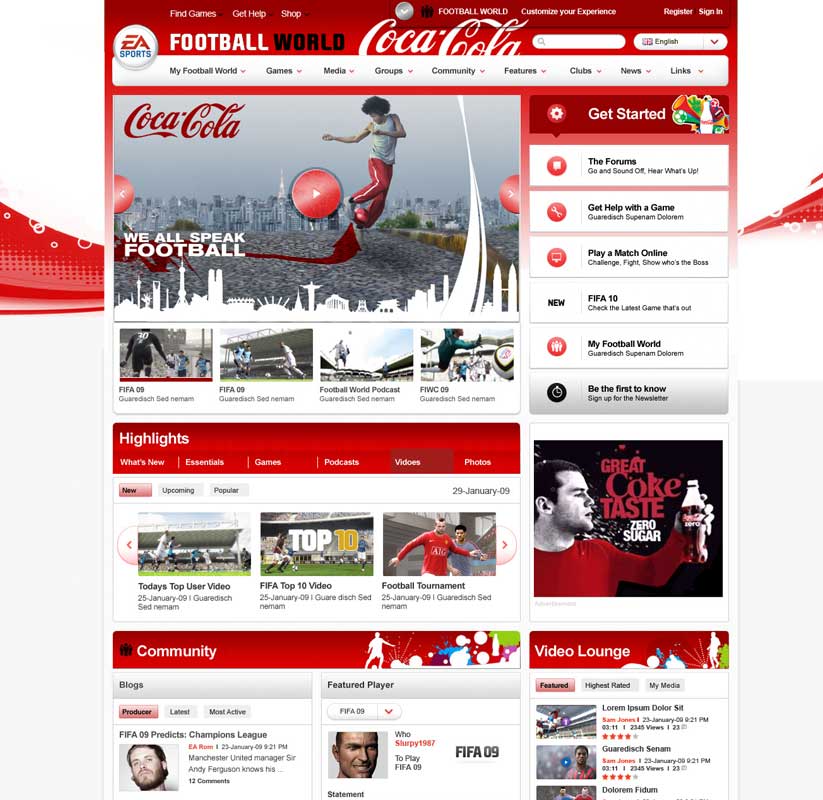 Find Games
Get Help
Shop
FOOTBALL WORLD
Customize your Experience
Register
Sign In
EA
SPORTS
FOOTBALL WORLD
Coca-Cola
English
My Football World
Games
Media
Groups
Community
Features
Clubs
News
Links
Coca-Cola
WE ALL SPEAK
FOOTBALL
FIFA 09
Guaredisch Sed nemam
FIFA 09
Guaredisch Sed nemam
Football World Podcast
Guaredisch Sed nemam
FIWC 09
Guaredisch Sed nemam
Get Started
The Forums
Go and Sound Off, Hear What's Up!
Get Help with a Game
Guaredisch Supenam Dolorem
Play a Match Online
Challenge, Fight, Show who's the Boss
NEW
FIFA 10
Check the Latest Game that's out
My Football World
Guaredisch Supenam Dolorem
Be the first to know
Sign up for the Newsletter
Highlights
What's New
Essentials
Games
Podcasts
Vidoes
Photos
New
Upcoming
Popular
29-January-09
TOP 10
AIG
Todays Top User Video
25-January-09 I Guaredisch
Sed nemam
FIFA Top 10 Video
25-January-09 I Guare disch Sed
nemam
Football Tournament
25-January-09 I Guaredisch
Sed nemam
GREAT
Coke
TASTE
ZERO
SUGAR
zero
Advertisement
Community
Blogs
Producer
Latest
Most Active
FIFA 09 Predicts: Champions League
EA Rom I 23-January-09 9:21 PM
Manchester United manager Sir
Andy Ferguson knows his ...
12 Comments
Featured Player
FIFA 09
Who
Slurpy1987
To Play
FIFA 09
FIFA 09
Statement
Video Lounge
Featured
Highest Rated
My Media
Lorem Ipsum Dolor Sit
Sam Jones I 23-January-09 9:21 PM
03:11 I 2345 Views I 23
Guaredisch Senam
Sam Jones I 23-January-09 9:21 PM
03:11 I 2345 Views I 23
Dolorem Fidum